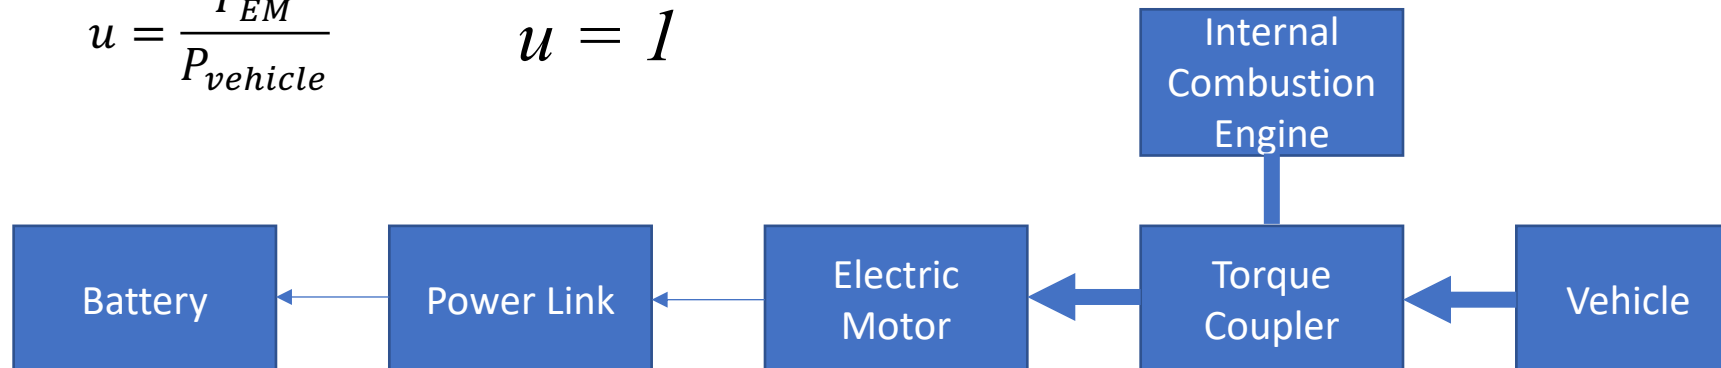 u = P_EM / P_vehicle
u = 1
Internal
Combustion
Engine
Battery
Power Link
Electric
Motor
Torque
Coupler
Vehicle